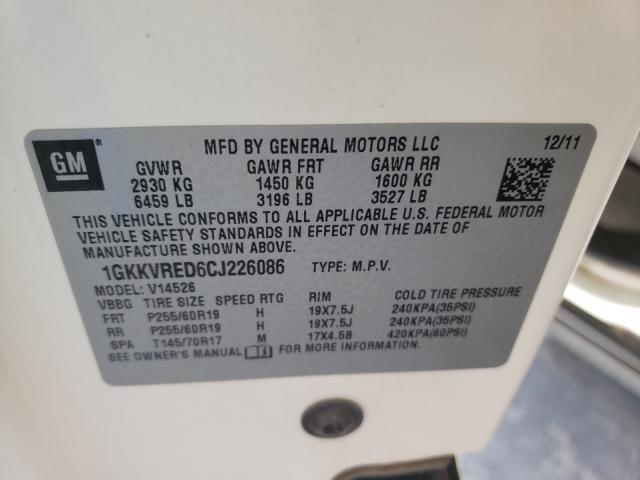 GM
MFD BY GENERAL MOTORS LLC 12/11
GVWR GAWR FRT GAWR RR
2930 KG 1450 KG 1600 KG
6459 LB 3196 LB 3527 LB
THIS VEHICLE CONFORMS TO ALL APPLICABLE U.S. FEDERAL MOTOR
VEHICLE SAFETY STANDARDS IN EFFECT ON THE DATE OF
MANUFACTURE SHOWN ABOVE.
1GKKVRED6CJ226086 TYPE: M.P.V.
MODEL: V14526
VBBG TIRE SIZE SPEED RTG RIM COLD TIRE PRESSURE
FRT P255/60R19 H 19X7.5J 240KPA(35PSI)
RR P255/60R19 H 19X7.5J 240KPA(35PSI)
SPA T145/70R17 M 17X4.5B 420KPA(60PSI)
SEE OWNER'S MANUAL FOR MORE INFORMATION.